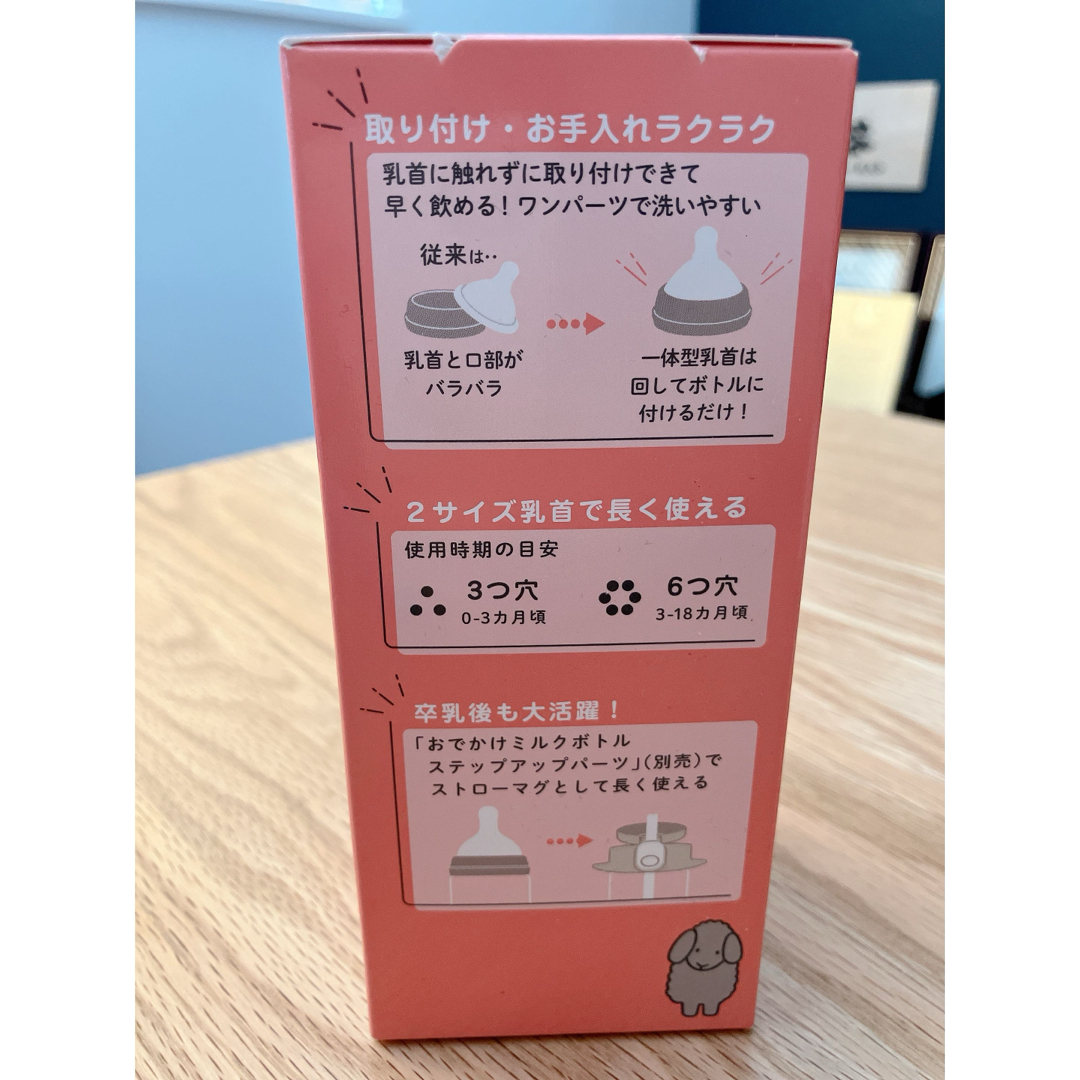 取り付け・お手入れラクラク
乳首に触れずに取り付けできて
早く飲める！ワンパーツで洗いやすい
従来は‥
乳首と口部が
バラバラ
一体型乳首は
回してボトルに
付けるだけ！
2サイズ乳首で長く使える
使用時期の目安
3つ穴
0-3カ月頃
6つ穴
3-18カ月頃
卒乳後も大活躍！
「おでかけミルクボトル
ステップアップパーツ」（別売）で
ストローマグとして長く使える